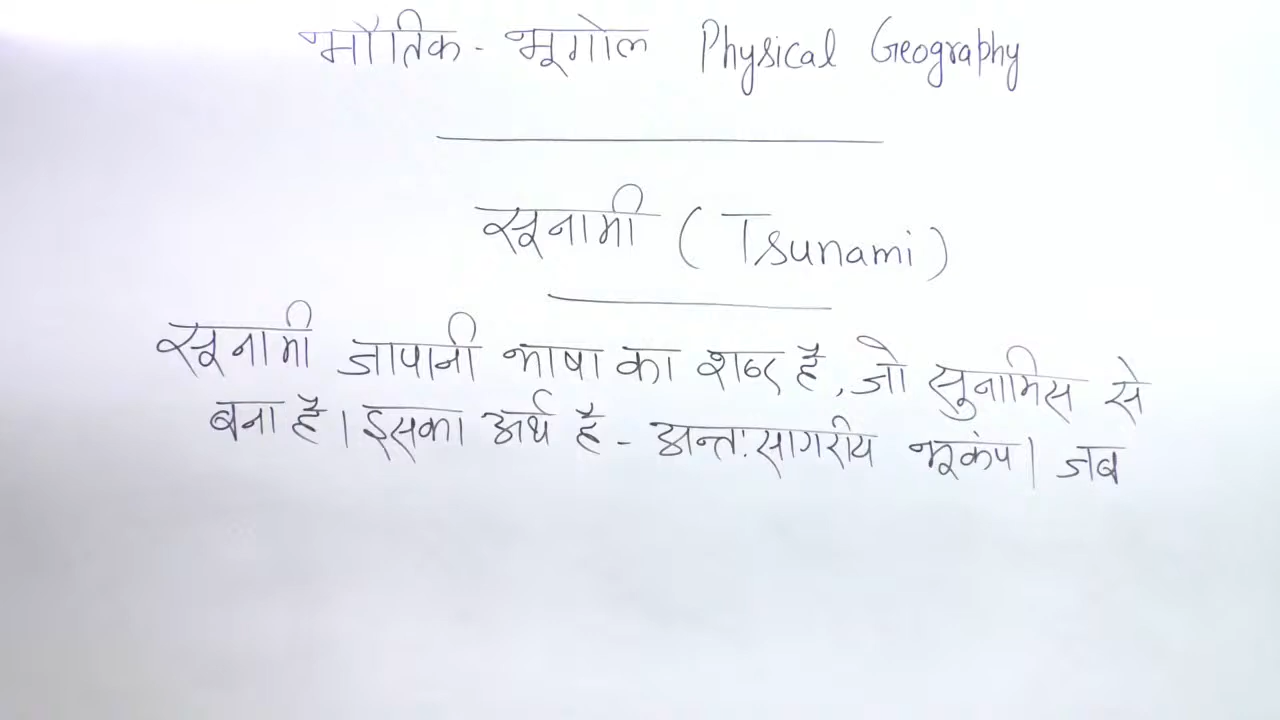 भौतिक - भूगोल Physical Geography
सूनामी ( Tsunami )
सूनामी जापानी भाषा का शब्द है , जो सुनामिस से
बना है । इसका अर्थ है - अन्तः सागरीय भूकंप । जब